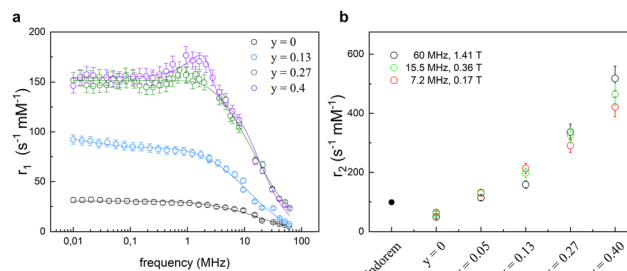 a
200
150
100
50
0
r1 (s-1 mM-1)
0,01 0,1 1 10 100
frequency (MHz)
y = 0
y = 0.13
y = 0.27
y = 0.4
b
600
400
200
0
r2 (s-1 mM-1)
60 MHz, 1.41 T
15.5 MHz, 0.36 T
7.2 MHz, 0.17 T
y = 0
y = 0.05
y = 0.13
y = 0.27
y = 0.40